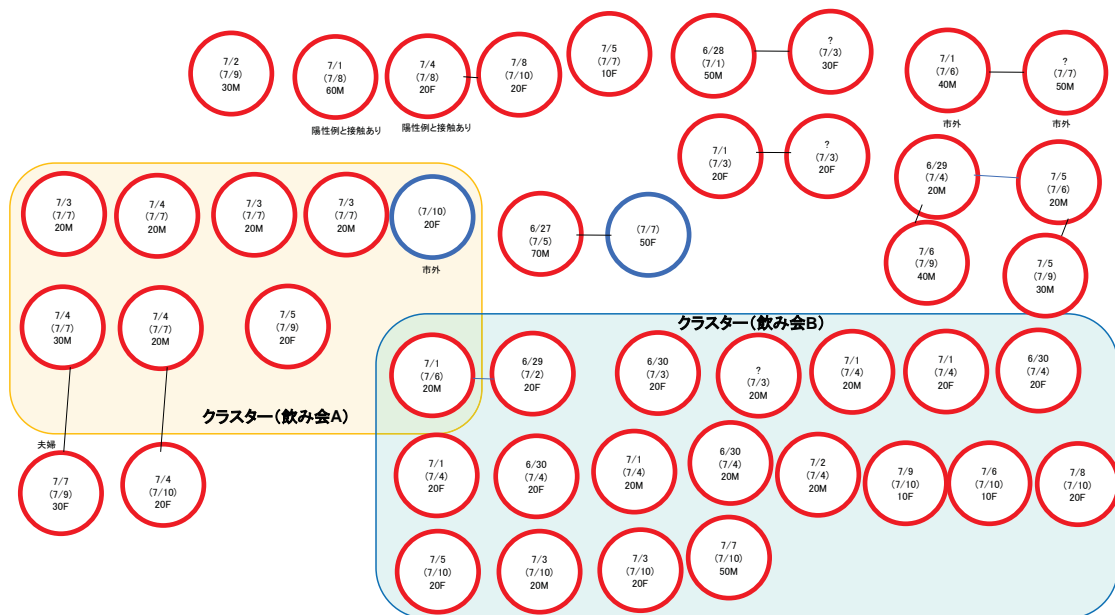 7/2
(7/9)
30M
7/1
(7/8)
60M
陽性例と接触あり
7/4
(7/8)
20F
陽性例と接触あり
7/8
(7/10)
20F
7/5
(7/7)
10F
6/28
(7/1)
50M
?
(7/3)
30F
7/1
(7/6)
40M
市外
?
(7/7)
50M
市外
7/1
(7/3)
20F
?
(7/3)
20F
6/29
(7/4)
20M
7/5
(7/6)
20M
7/6
(7/9)
40M
7/5
(7/9)
30M
6/27
(7/5)
70M
(7/7)
50F
7/3
(7/7)
20M
7/4
(7/7)
20M
7/3
(7/7)
20M
7/3
(7/7)
20M
(7/10)
20F
市外
7/4
(7/7)
30M
7/4
(7/7)
20M
7/5
(7/9)
20F
クラスター(飲み会A)
夫婦
7/7
(7/9)
30F
7/4
(7/10)
20F
クラスター(飲み会B)
7/1
(7/6)
20M
6/29
(7/2)
20F
6/30
(7/3)
20F
?
(7/3)
20M
7/1
(7/4)
20M
7/1
(7/4)
20F
6/30
(7/4)
20F
7/1
(7/4)
20F
6/30
(7/4)
20F
7/1
(7/4)
20M
6/30
(7/4)
20M
7/2
(7/4)
20M
7/9
(7/10)
10F
7/6
(7/10)
10F
7/8
(7/10)
20F
7/5
(7/10)
20F
7/3
(7/10)
20M
7/3
(7/10)
20F
7/7
(7/10)
50M